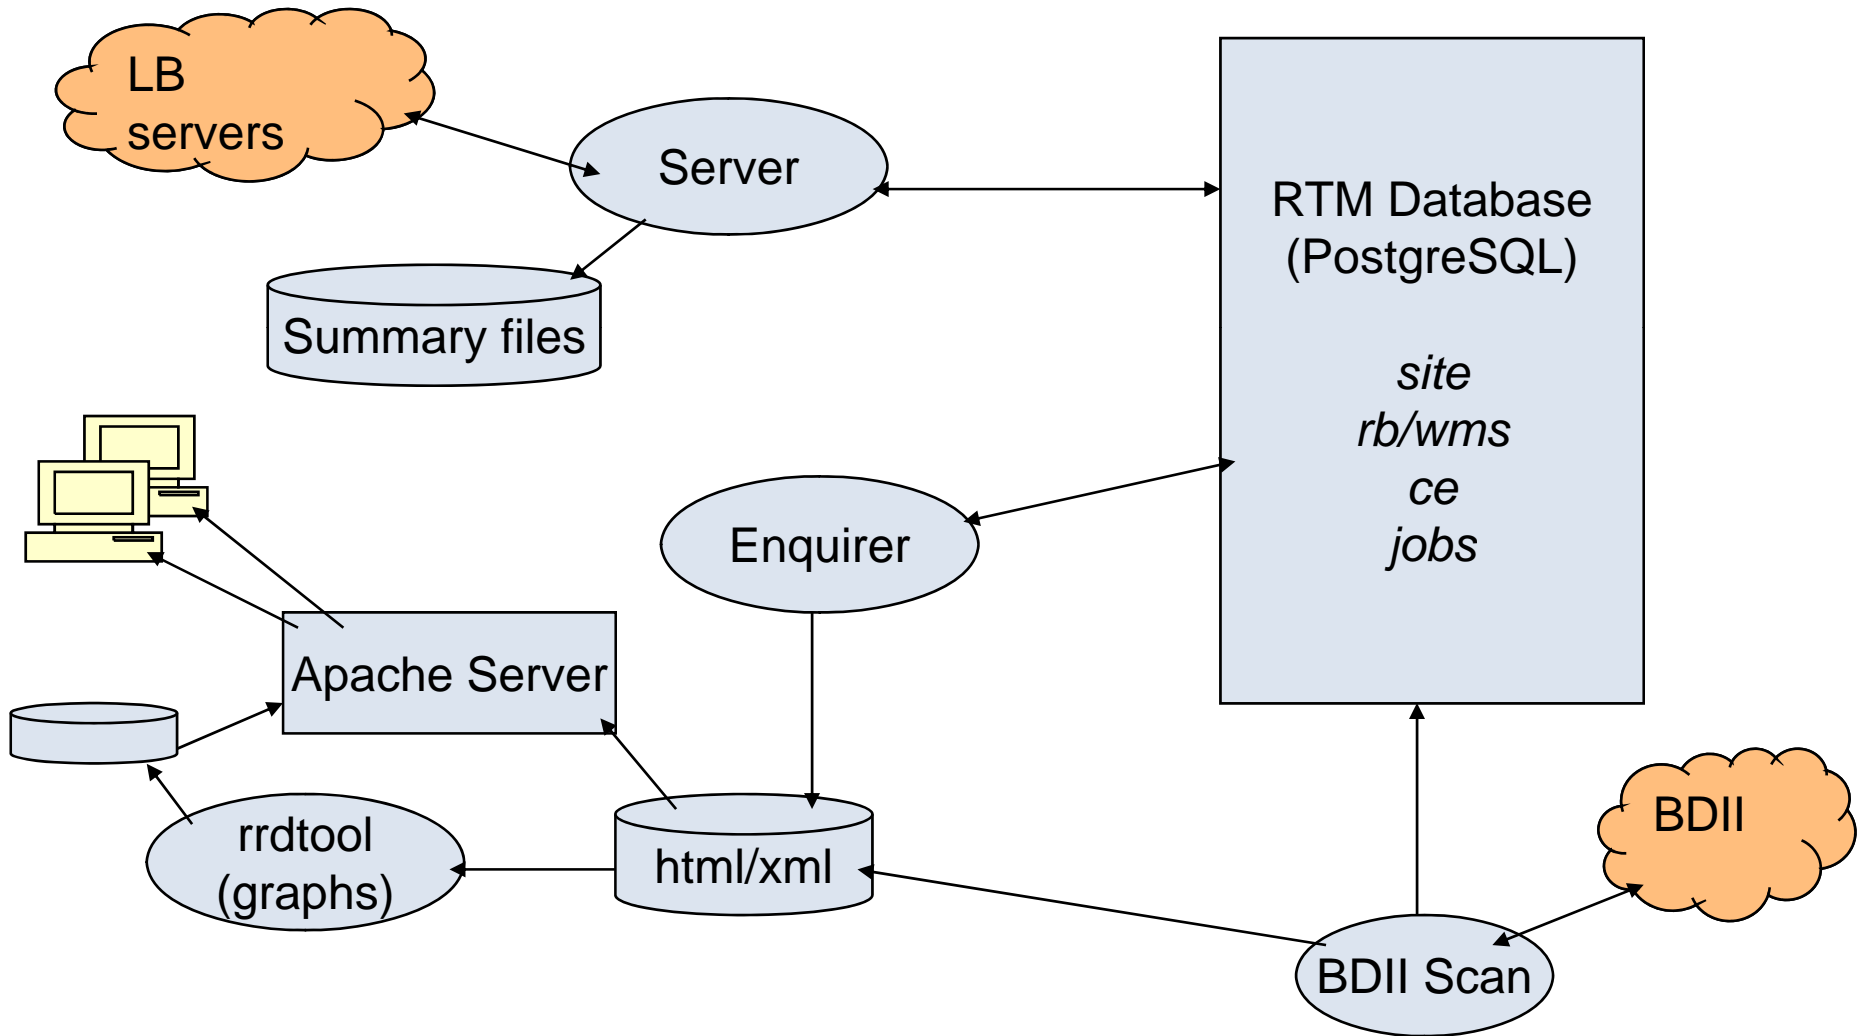 LB
servers
Server
RTM Database
(PostgreSQL)
site
rb/wms
ce
jobs
Summary files
Enquirer
Apache Server
rrdtool
(graphs)
html/xml
BDII
BDII Scan